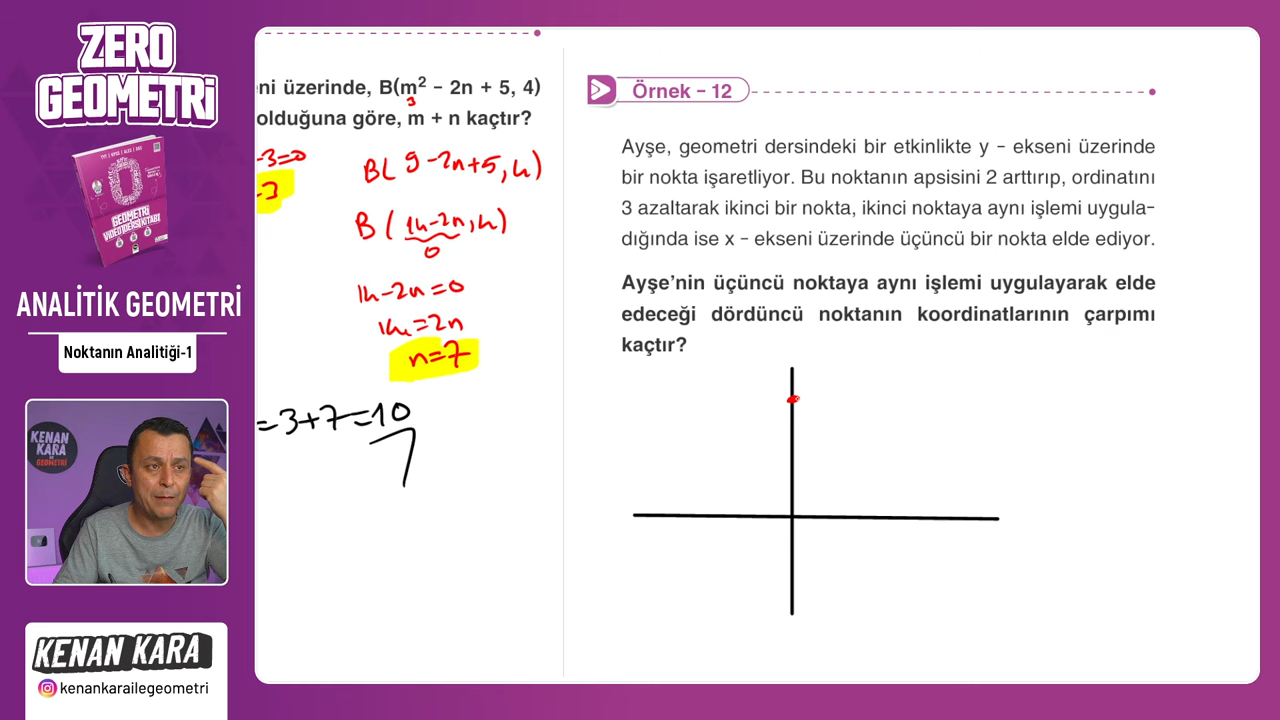 ZERO
GEOMETRİ
GEOMETRİ
VİDEO DERS KİTABI
ANALİTİK GEOMETRİ
Noktanın Analitiği-1
KENAN
KARA
GEOMETRİ
KENAN KARA
kenankarailegeometri
eni üzerinde, B(m² − 2n + 5, 4)
3
olduğuna göre, m + n kaçtır?
-3=0
-3
B( 9-2n+5, 4)
B ( 14-2n, 4)
0
14-2n=0
14=2n
n=7
=3+7=10
Örnek − 12
Ayşe, geometri dersindeki bir etkinlikte y − ekseni üzerinde
bir nokta işaretliyor. Bu noktanın apsisini 2 arttırıp, ordinatını
3 azaltarak ikinci bir nokta, ikinci noktaya aynı işlemi uygula-
dığında ise x − ekseni üzerinde üçüncü bir nokta elde ediyor.
Ayşe'nin üçüncü noktaya aynı işlemi uygulayarak elde
edeceği dördüncü noktanın koordinatlarının çarpımı
kaçtır?